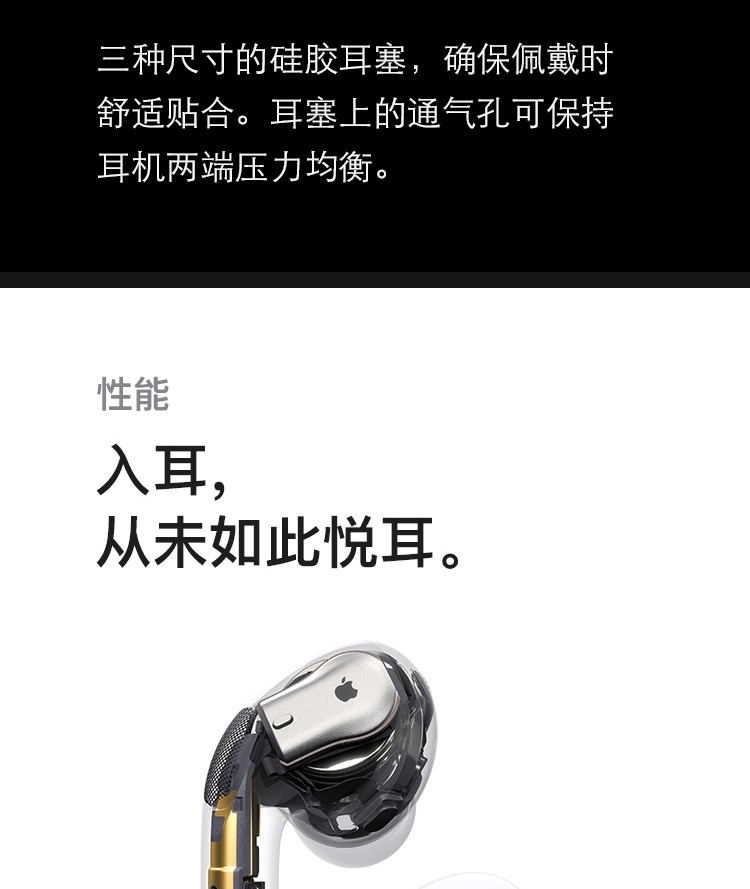 三种尺寸的硅胶耳塞，确保佩戴时
舒适贴合。耳塞上的通气孔可保持
耳机两端压力均衡。
性能
入耳，
从未如此悦耳。